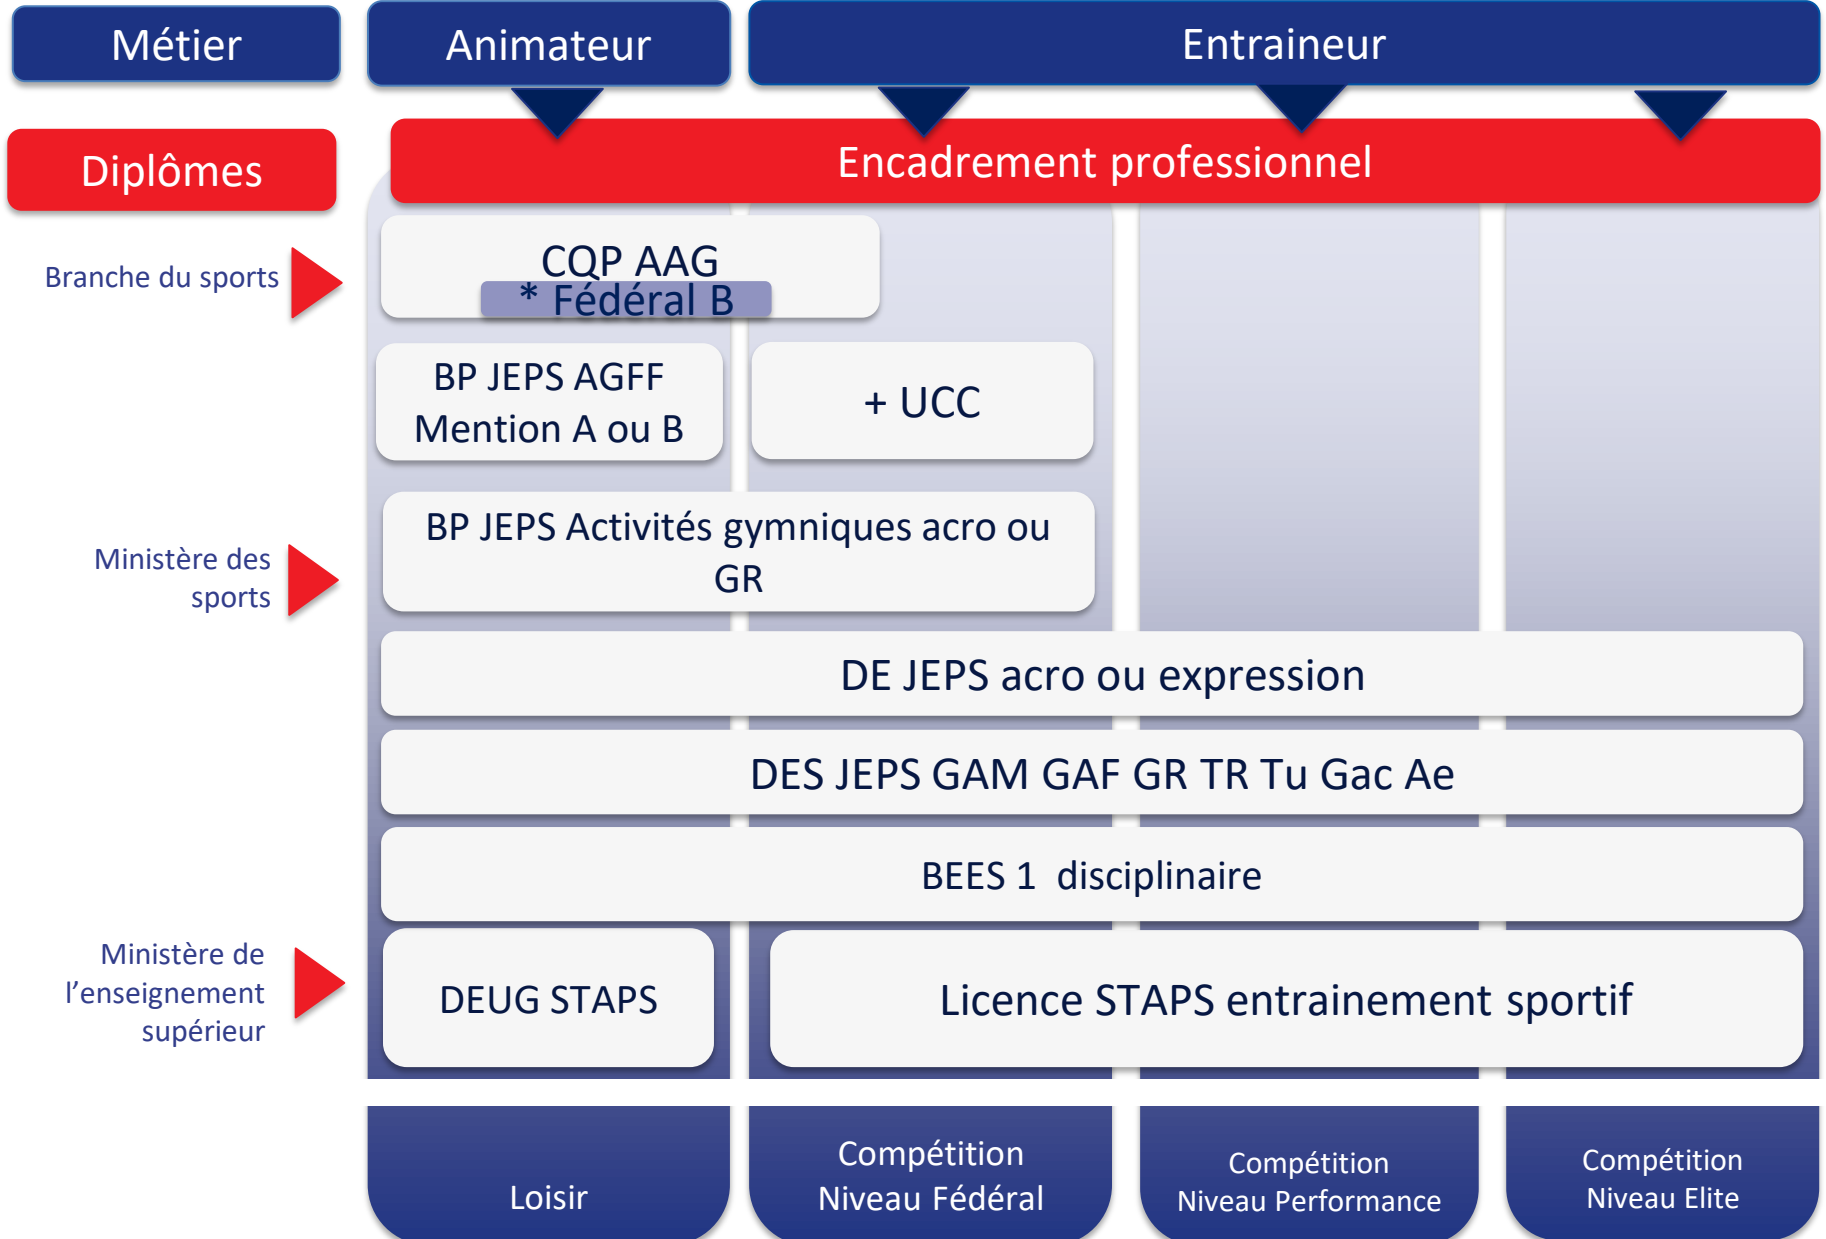 Métier
Animateur
Entraineur
Diplômes
Encadrement professionnel
Branche du sports
CQP AAG
* Fédéral B
BP JEPS AGFF
Mention A ou B
+ UCC
Ministère des
sports
BP JEPS Activités gymniques acro ou
GR
DE JEPS acro ou expression
DES JEPS GAM GAF GR TR Tu Gac Ae
BEES 1 disciplinaire
Ministère de
l’enseignement
supérieur
DEUG STAPS
Licence STAPS entrainement sportif
Loisir
Compétition
Niveau Fédéral
Compétition
Niveau Performance
Compétition
Niveau Elite